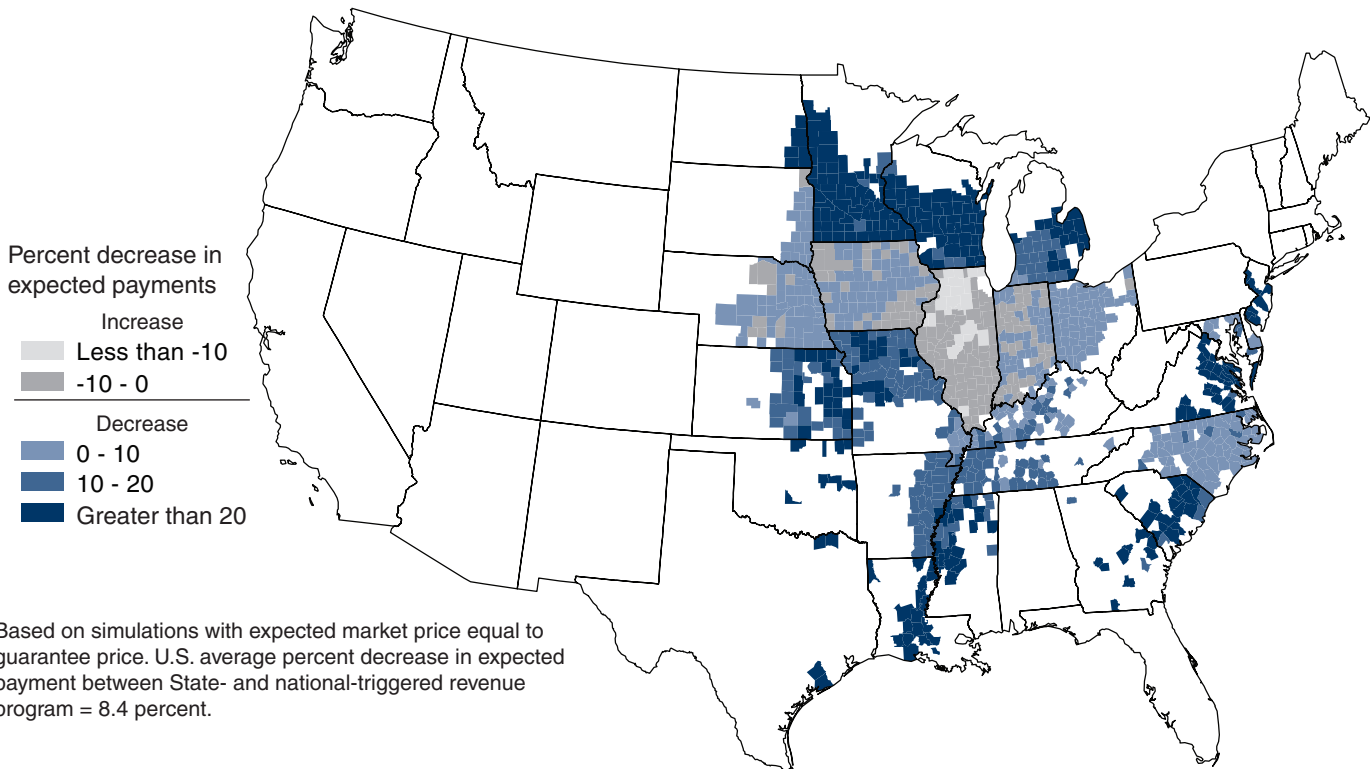 Percent decrease in
expected payments
Increase
Less than -10
-10 - 0
Decrease
0 - 10
10 - 20
Greater than 20
Based on simulations with expected market price equal to
guarantee price. U.S. average percent decrease in expected
payment between State- and national-triggered revenue
program = 8.4 percent.